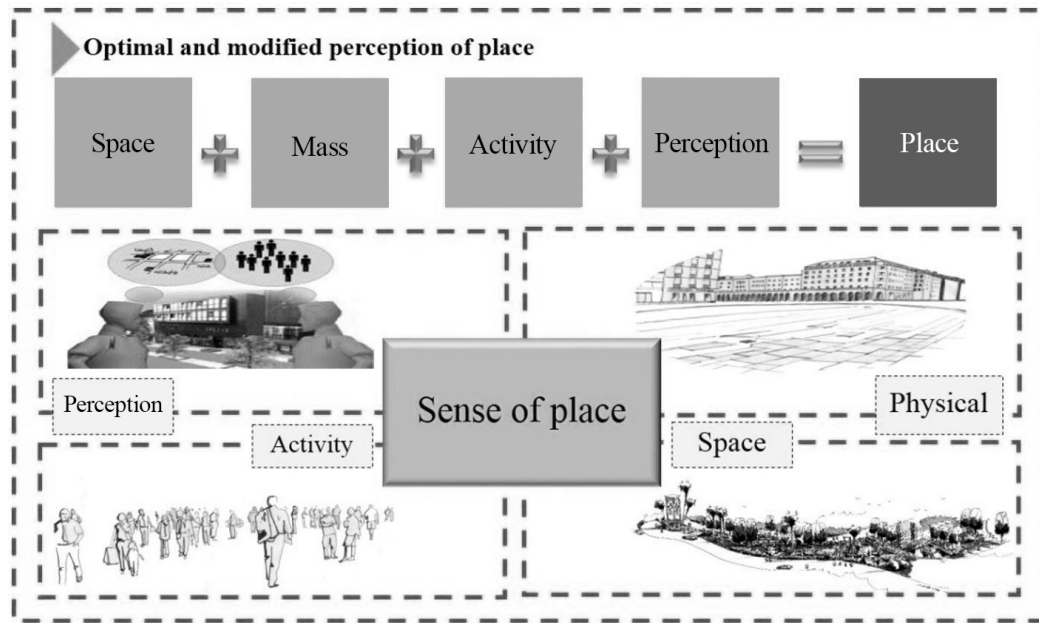 Optimal and modified perception of place
Space + Mass + Activity + Perception = Place
Sense of place
Perception
Physical
Activity
Space